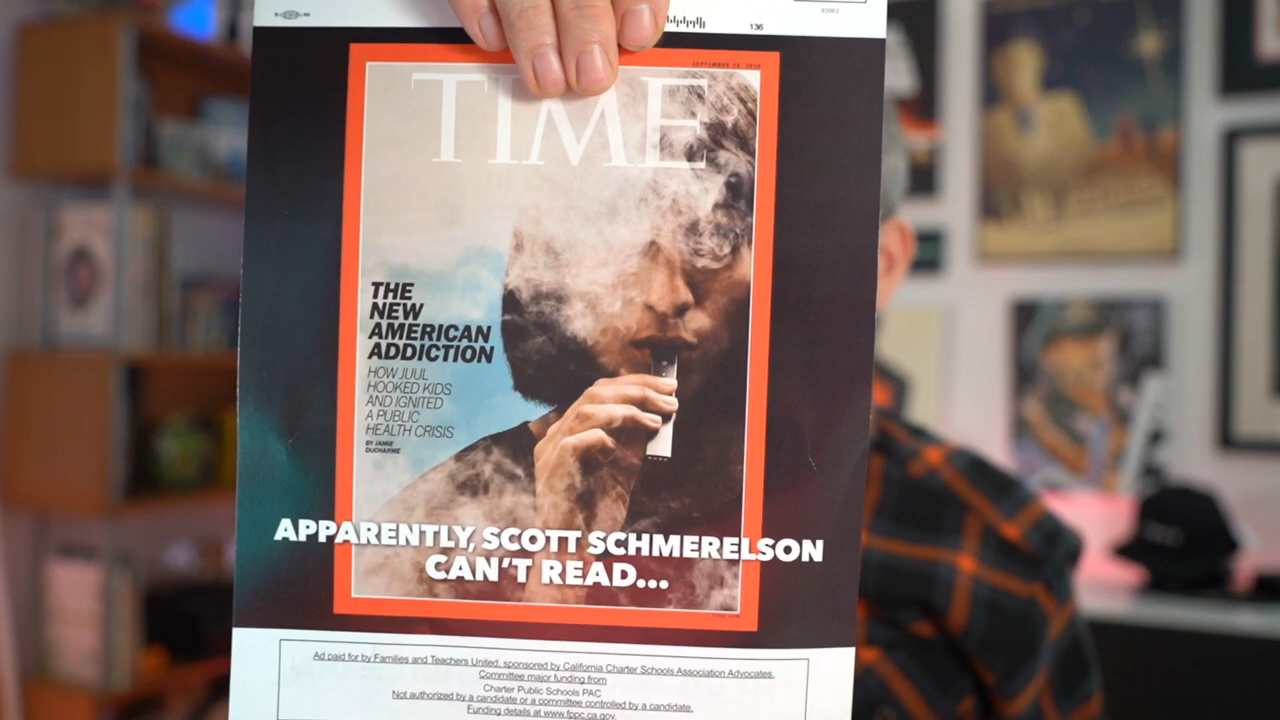 136
SEPTEMBER 30, 2019
TIME
THE
NEW
AMERICAN
ADDICTION
HOW JUUL
HOOKED KIDS
AND IGNITED
A PUBLIC
HEALTH CRISIS
BY JAMIE
DUCHARME
APPARENTLY, SCOTT SCHMERELSON
CAN'T READ...
Ad paid for by Families and Teachers United, sponsored by California Charter Schools Association Advocates.
Committee major funding from
Charter Public Schools PAC
Not authorized by a candidate or a committee controlled by a candidate.
Funding details at www.fppc.ca.gov.